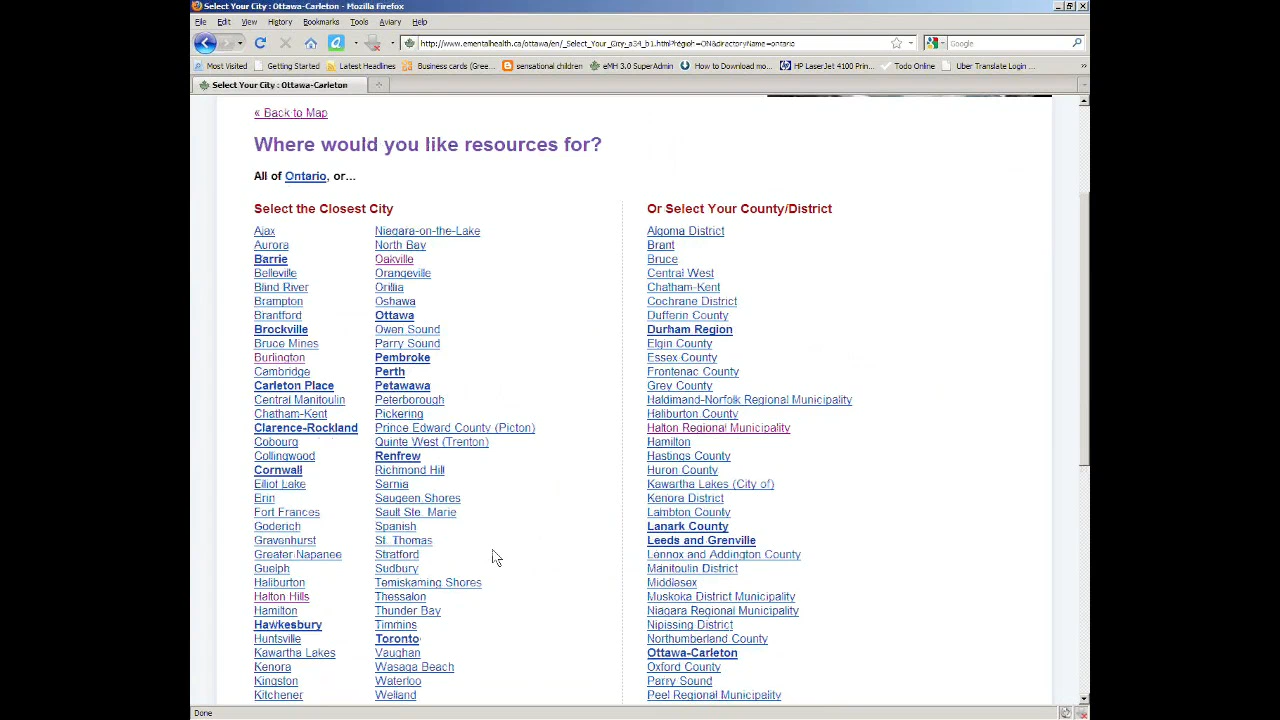 Select Your City : Ottawa-Carleton - Mozilla Firefox
File Edit View History Bookmarks Tools Aviary Help
Google
Most Visited Getting Started Latest Headlines Business cards (Gree... sensational children eMH 3.0 SuperAdmin How to Download mo... HP LaserJet 4100 Prin... Todo Online Uber Translate Login ...
Select Your City : Ottawa-Carleton
« Back to Map
Where would you like resources for?
All of Ontario, or…
Select the Closest City
Ajax
Aurora
Barrie
Belleville
Blind River
Brampton
Brantford
Brockville
Bruce Mines
Burlington
Cambridge
Carleton Place
Central Manitoulin
Chatham-Kent
Clarence-Rockland
Cobourg
Collingwood
Cornwall
Elliot Lake
Erin
Fort Frances
Goderich
Gravenhurst
Greater Napanee
Guelph
Haliburton
Halton Hills
Hamilton
Hawkesbury
Huntsville
Kawartha Lakes
Kenora
Kingston
Kitchener
Niagara-on-the-Lake
North Bay
Oakville
Orangeville
Orillia
Oshawa
Ottawa
Owen Sound
Parry Sound
Pembroke
Perth
Petawawa
Peterborough
Pickering
Prince Edward County (Picton)
Quinte West (Trenton)
Renfrew
Richmond Hill
Sarnia
Saugeen Shores
Sault Ste. Marie
Spanish
St. Thomas
Stratford
Sudbury
Temiskaming Shores
Thessalon
Thunder Bay
Timmins
Toronto
Vaughan
Wasaga Beach
Waterloo
Welland
Or Select Your County/District
Algoma District
Brant
Bruce
Central West
Chatham-Kent
Cochrane District
Dufferin County
Durham Region
Elgin County
Essex County
Frontenac County
Grey County
Haldimand-Norfolk Regional Municipality
Haliburton County
Halton Regional Municipality
Hamilton
Hastings County
Huron County
Kawartha Lakes (City of)
Kenora District
Lambton County
Lanark County
Leeds and Grenville
Lennox and Addington County
Manitoulin District
Middlesex
Muskoka District Municipality
Niagara Regional Municipality
Nipissing District
Northumberland County
Ottawa-Carleton
Oxford County
Parry Sound
Peel Regional Municipality
Done